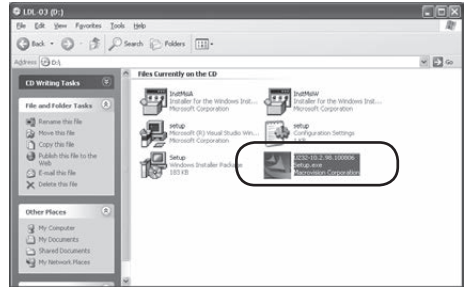 LDL-03 (D:)
File Edit View Favorites Tools Help
Back Search Folders
Address D:\ Go
CD Writing Tasks
File and Folder Tasks
Rename this file
Move this file
Copy this file
Publish this file to the
Web
E-mail this file
Delete this file
Other Places
My Computer
My Documents
Shared Documents
My Network Places
Files Currently on the CD
InstMsiA
Installer for the Windows Inst...
Microsoft Corporation
InstMsiW
Installer for the Windows Inst...
Microsoft Corporation
setup
Microsoft (R) Visual Studio Win...
Microsoft Corporation
setup
Configuration Settings
1 KB
Setup
Windows Installer Package
Setup.exe
Macrovision Corporation